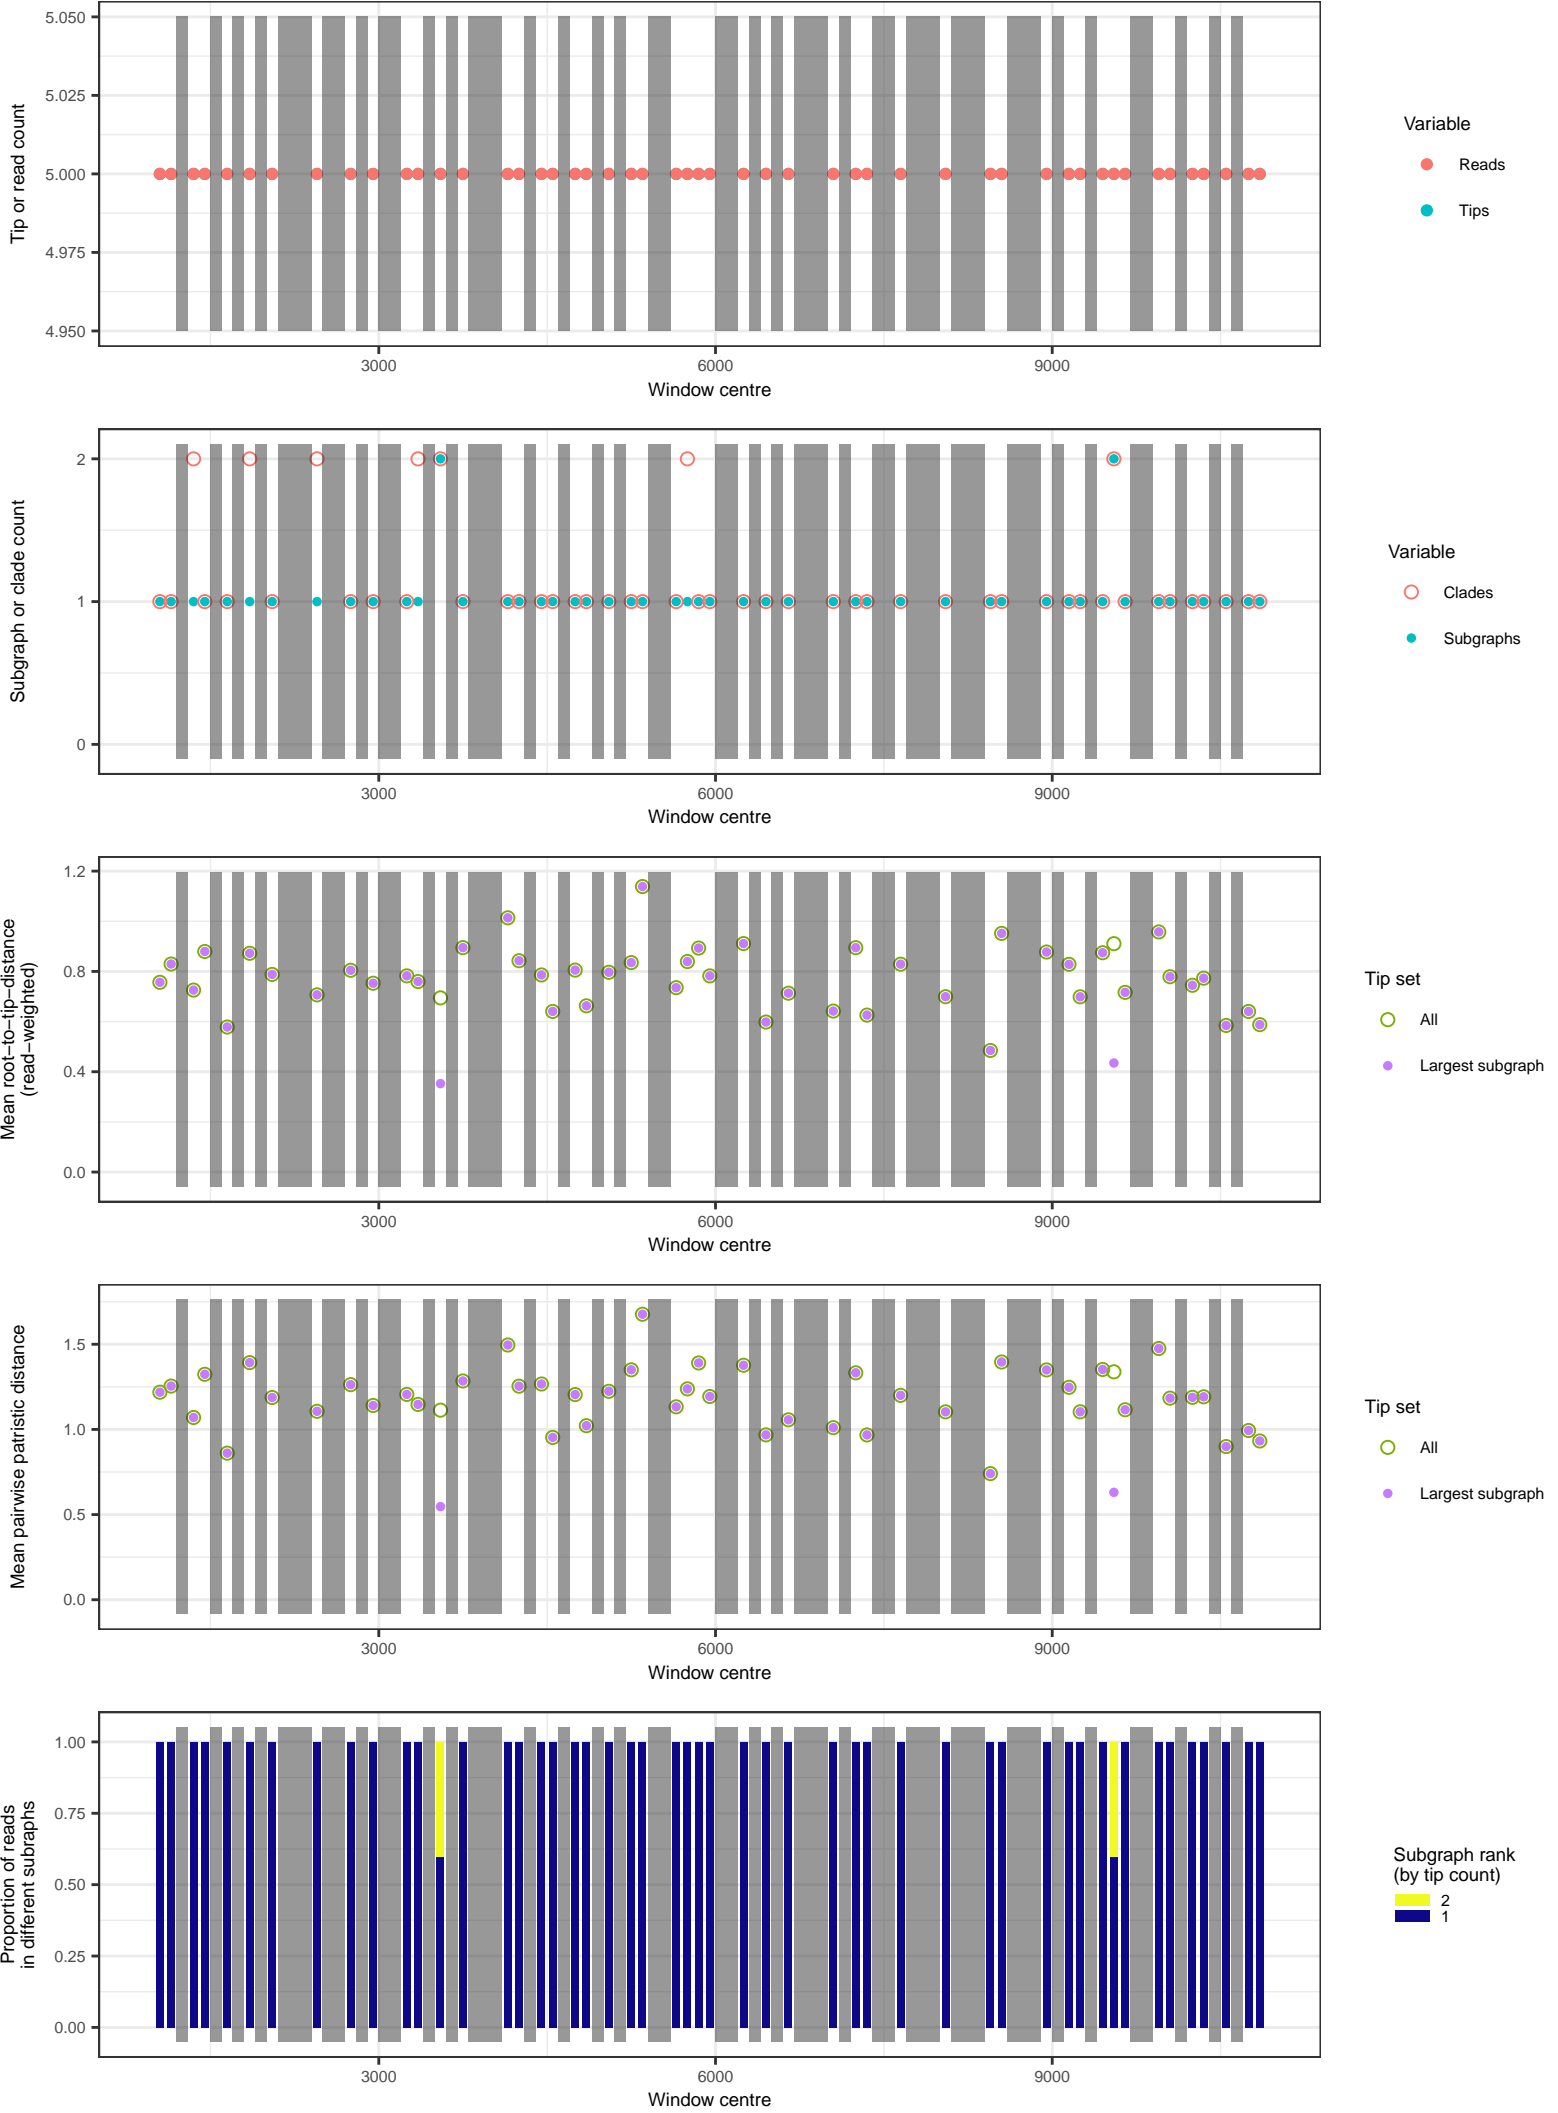 Tip or read count
5.050
5.025
5.000
4.975
4.950
3000 6000 9000
Window centre
Variable
Reads
Tips
Subgraph or clade count
2
1
0
3000 6000 9000
Window centre
Variable
Clades
Subgraphs
Mean root−to−tip−distance
(read−weighted)
1.2
0.8
0.4
0.0
3000 6000 9000
Window centre
Tip set
All
Largest subgraph
Mean pairwise patristic distance
1.5
1.0
0.5
0.0
3000 6000 9000
Window centre
Tip set
All
Largest subgraph
Proportion of reads
in different subraphs
1.00
0.75
0.50
0.25
0.00
3000 6000 9000
Window centre
Subgraph rank
(by tip count)
2
1